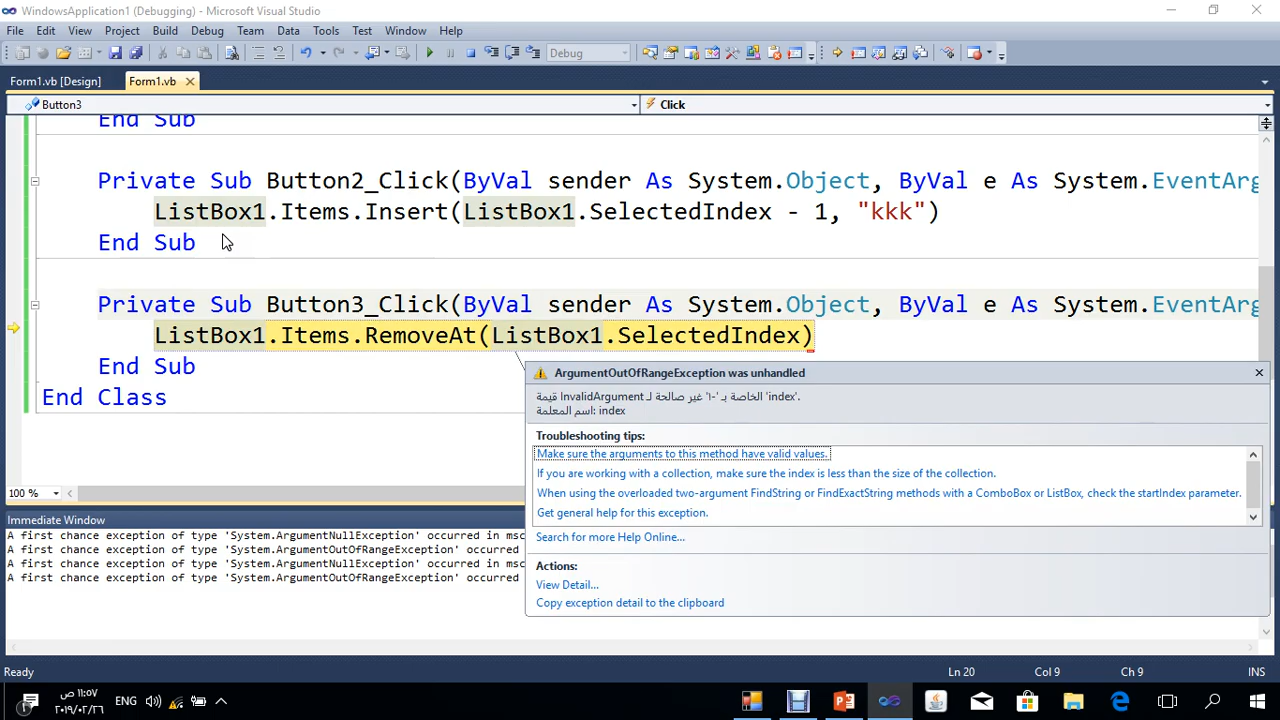 WindowsApplication1 (Debugging) - Microsoft Visual Studio
File Edit View Project Build Debug Team Data Tools Test Window Help
Debug
Form1.vb [Design] Form1.vb
Button3 Click
End Sub
Private Sub Button2_Click(ByVal sender As System.Object, ByVal e As System.EventArg
ListBox1.Items.Insert(ListBox1.SelectedIndex - 1, "kkk")
End Sub
Private Sub Button3_Click(ByVal sender As System.Object, ByVal e As System.EventArg
ListBox1.Items.RemoveAt(ListBox1.SelectedIndex)
End Sub
End Class
ArgumentOutOfRangeException was unhandled
قيمة InvalidArgument غير صالحة لـ '-١' الخاصة بـ 'index'.
اسم المعلمة: index
Troubleshooting tips:
Make sure the arguments to this method have valid values.
If you are working with a collection, make sure the index is less than the size of the collection.
When using the overloaded two-argument FindString or FindExactString methods with a ComboBox or ListBox, check the startIndex parameter.
Get general help for this exception.
Search for more Help Online...
Actions:
View Detail...
Copy exception detail to the clipboard
100 %
Immediate Window
A first chance exception of type 'System.ArgumentNullException' occurred in msc
A first chance exception of type 'System.ArgumentOutOfRangeException' occurred
A first chance exception of type 'System.ArgumentNullException' occurred in msc
A first chance exception of type 'System.ArgumentOutOfRangeException' occurred
Ready Ln 20 Col 9 Ch 9 INS
١١:٥٧ ص
٢٠١٩/٠٢/٢٦
ENG